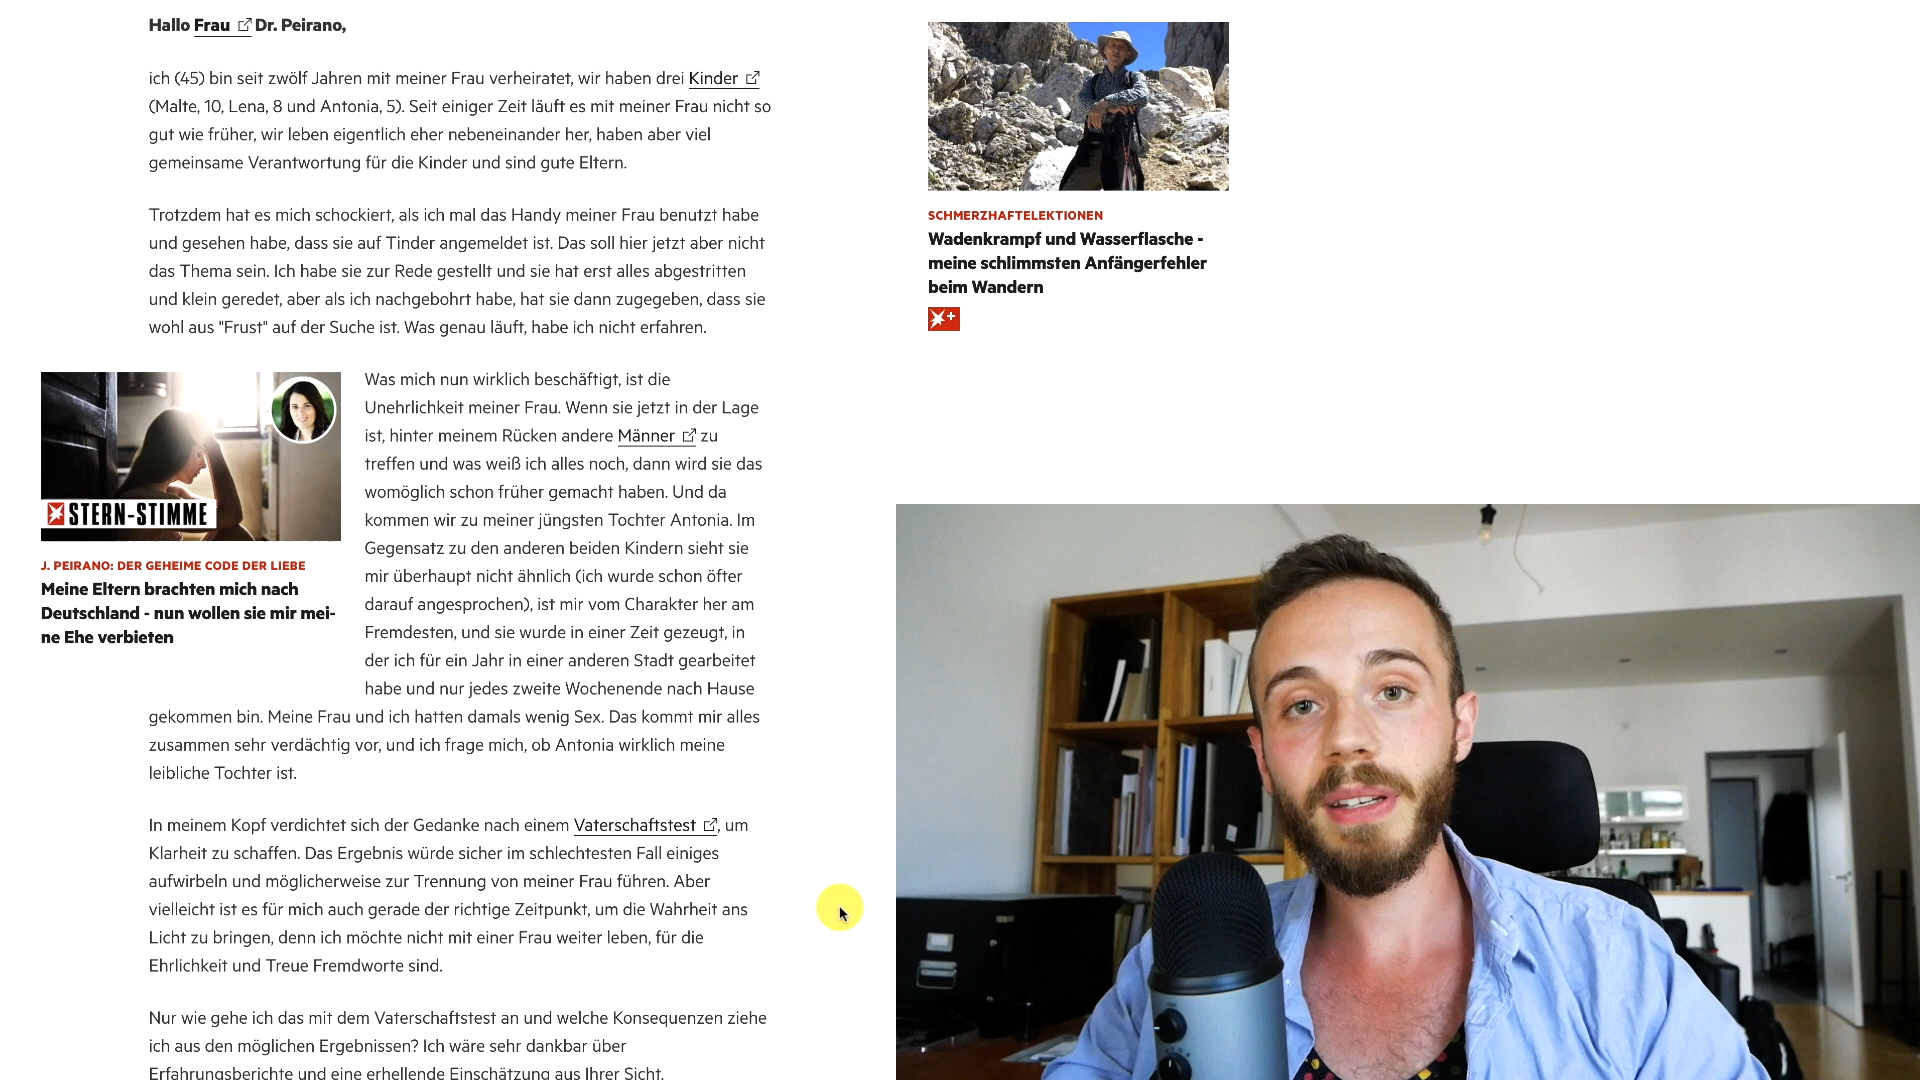 Hallo Frau Dr. Peirano,
ich (45) bin seit zwölf Jahren mit meiner Frau verheiratet, wir haben drei Kinder
(Malte, 10, Lena, 8 und Antonia, 5). Seit einiger Zeit läuft es mit meiner Frau nicht so
gut wie früher, wir leben eigentlich eher nebeneinander her, haben aber viel
gemeinsame Verantwortung für die Kinder und sind gute Eltern.
Trotzdem hat es mich schockiert, als ich mal das Handy meiner Frau benutzt habe
und gesehen habe, dass sie auf Tinder angemeldet ist. Das soll hier jetzt aber nicht
das Thema sein. Ich habe sie zur Rede gestellt und sie hat erst alles abgestritten
und klein geredet, aber als ich nachgebohrt habe, hat sie dann zugegeben, dass sie
wohl aus "Frust" auf der Suche ist. Was genau läuft, habe ich nicht erfahren.
STERN-STIMME
J. PEIRANO: DER GEHEIME CODE DER LIEBE
Meine Eltern brachten mich nach
Deutschland - nun wollen sie mir mei-
ne Ehe verbieten
Was mich nun wirklich beschäftigt, ist die
Unehrlichkeit meiner Frau. Wenn sie jetzt in der Lage
ist, hinter meinem Rücken andere Männer zu
treffen und was weiß ich alles noch, dann wird sie das
womöglich schon früher gemacht haben. Und da
kommen wir zu meiner jüngsten Tochter Antonia. Im
Gegensatz zu den anderen beiden Kindern sieht sie
mir überhaupt nicht ähnlich (ich wurde schon öfter
darauf angesprochen), ist mir vom Charakter her am
Fremdesten, und sie wurde in einer Zeit gezeugt, in
der ich für ein Jahr in einer anderen Stadt gearbeitet
habe und nur jedes zweite Wochenende nach Hause
gekommen bin. Meine Frau und ich hatten damals wenig Sex. Das kommt mir alles
zusammen sehr verdächtig vor, und ich frage mich, ob Antonia wirklich meine
leibliche Tochter ist.
In meinem Kopf verdichtet sich der Gedanke nach einem Vaterschaftstest, um
Klarheit zu schaffen. Das Ergebnis würde sicher im schlechtesten Fall einiges
aufwirbeln und möglicherweise zur Trennung von meiner Frau führen. Aber
vielleicht ist es für mich auch gerade der richtige Zeitpunkt, um die Wahrheit ans
Licht zu bringen, denn ich möchte nicht mit einer Frau weiter leben, für die
Ehrlichkeit und Treue Fremdworte sind.
Nur wie gehe ich das mit dem Vaterschaftstest an und welche Konsequenzen ziehe
ich aus den möglichen Ergebnissen? Ich wäre sehr dankbar über
Erfahrungsberichte und eine erhellende Einschätzung aus Ihrer Sicht.
SCHMERZHAFTELEKTIONEN
Wadenkrampf und Wasserflasche -
meine schlimmsten Anfängerfehler
beim Wandern
+